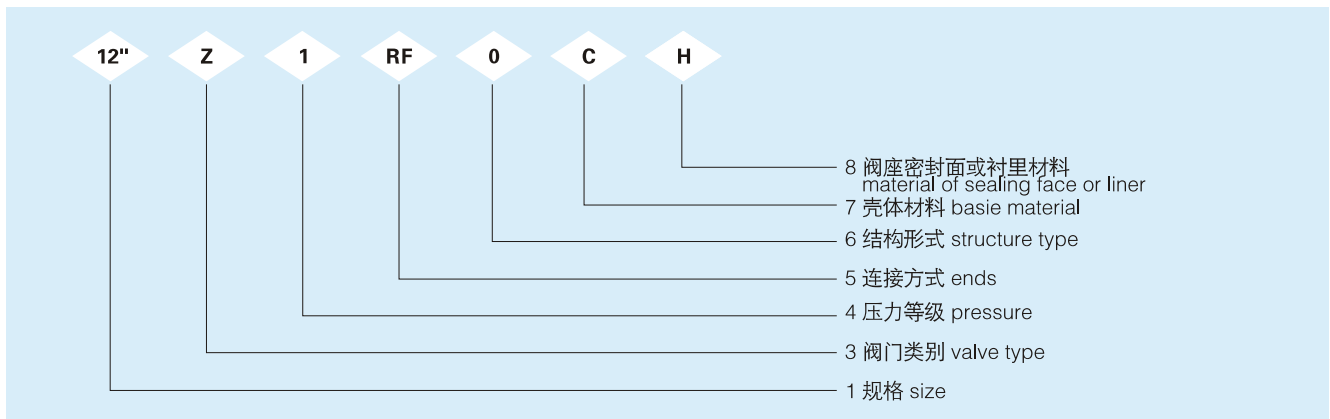 12" Z 1 RF 0 C H
8 阀座密封面或衬里材料
material of sealing face or liner
7 壳体材料 basie material
6 结构形式 structure type
5 连接方式 ends
4 压力等级 pressure
3 阀门类别 valve type
1 规格 size